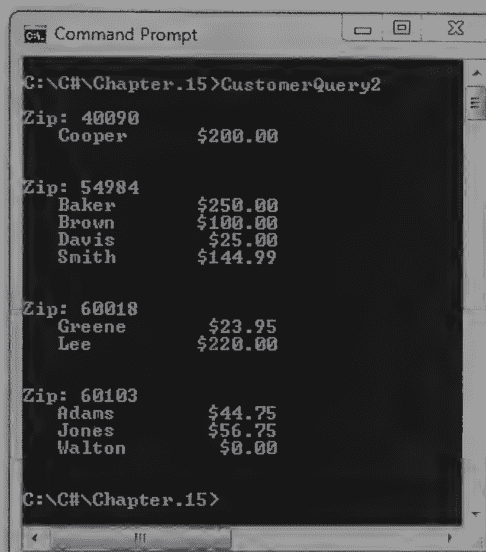 Command Prompt
C:\C#\Chapter.15>CustomerQuery2
Zip: 40090
Cooper $200.00
Zip: 54984
Baker $250.00
Brown $100.00
Davis $25.00
Smith $144.99
Zip: 60018
Greene $23.95
Lee $220.00
Zip: 60103
Adams $44.75
Jones $56.75
Walton $0.00
C:\C#\Chapter.15>